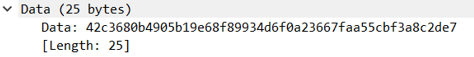 Data (25 bytes)
Data: 42c3680b4905b19e68f89934d6f0a23667faa55cbf3a8c2de7
[Length: 25]